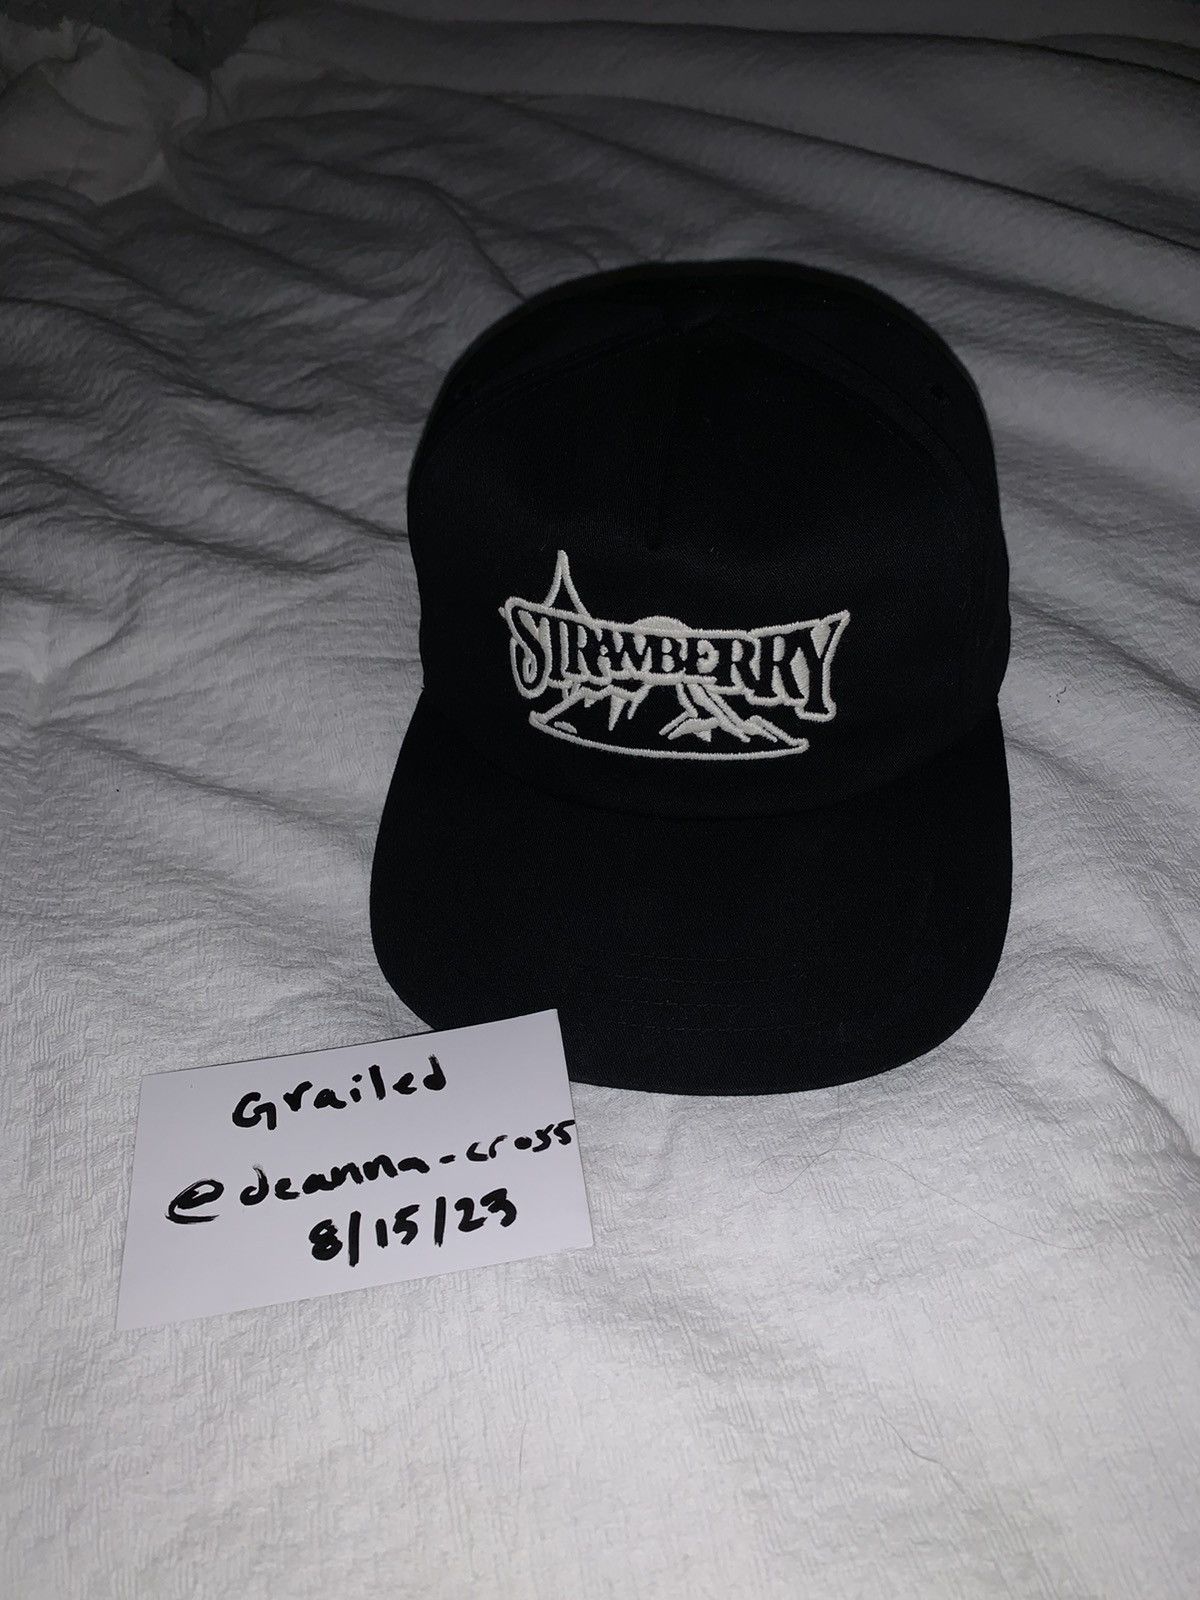 STRAWBERRY
Grailed
@deanna-cross
8/15/23